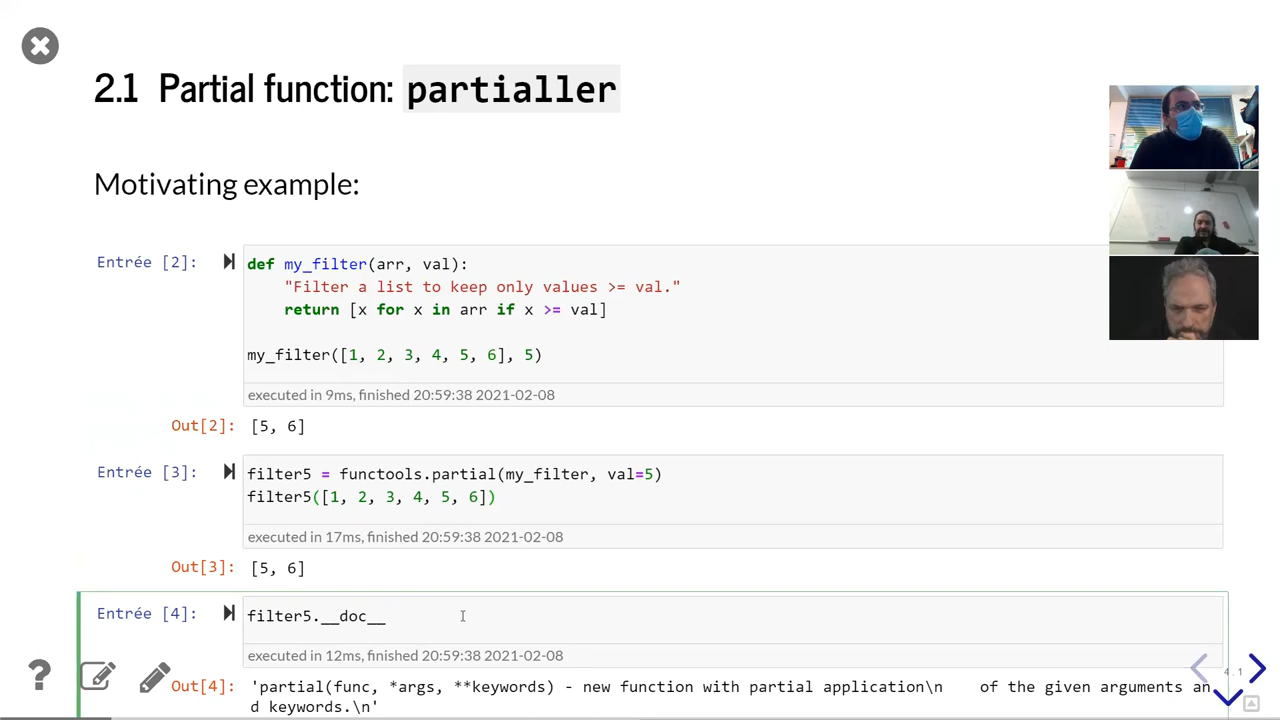 2.1 Partial function: partialler
Motivating example:
Entrée [2]:
def my_filter(arr, val):
"Filter a list to keep only values >= val."
return [x for x in arr if x >= val]
my_filter([1, 2, 3, 4, 5, 6], 5)
executed in 9ms, finished 20:59:38 2021-02-08
Out[2]: [5, 6]
Entrée [3]:
filter5 = functools.partial(my_filter, val=5)
filter5([1, 2, 3, 4, 5, 6])
executed in 17ms, finished 20:59:38 2021-02-08
Out[3]: [5, 6]
Entrée [4]:
filter5.__doc__
executed in 12ms, finished 20:59:38 2021-02-08
Out[4]: 'partial(func, *args, **keywords) - new function with partial application\n    of the given arguments an
d keywords.\n'
?
4.1